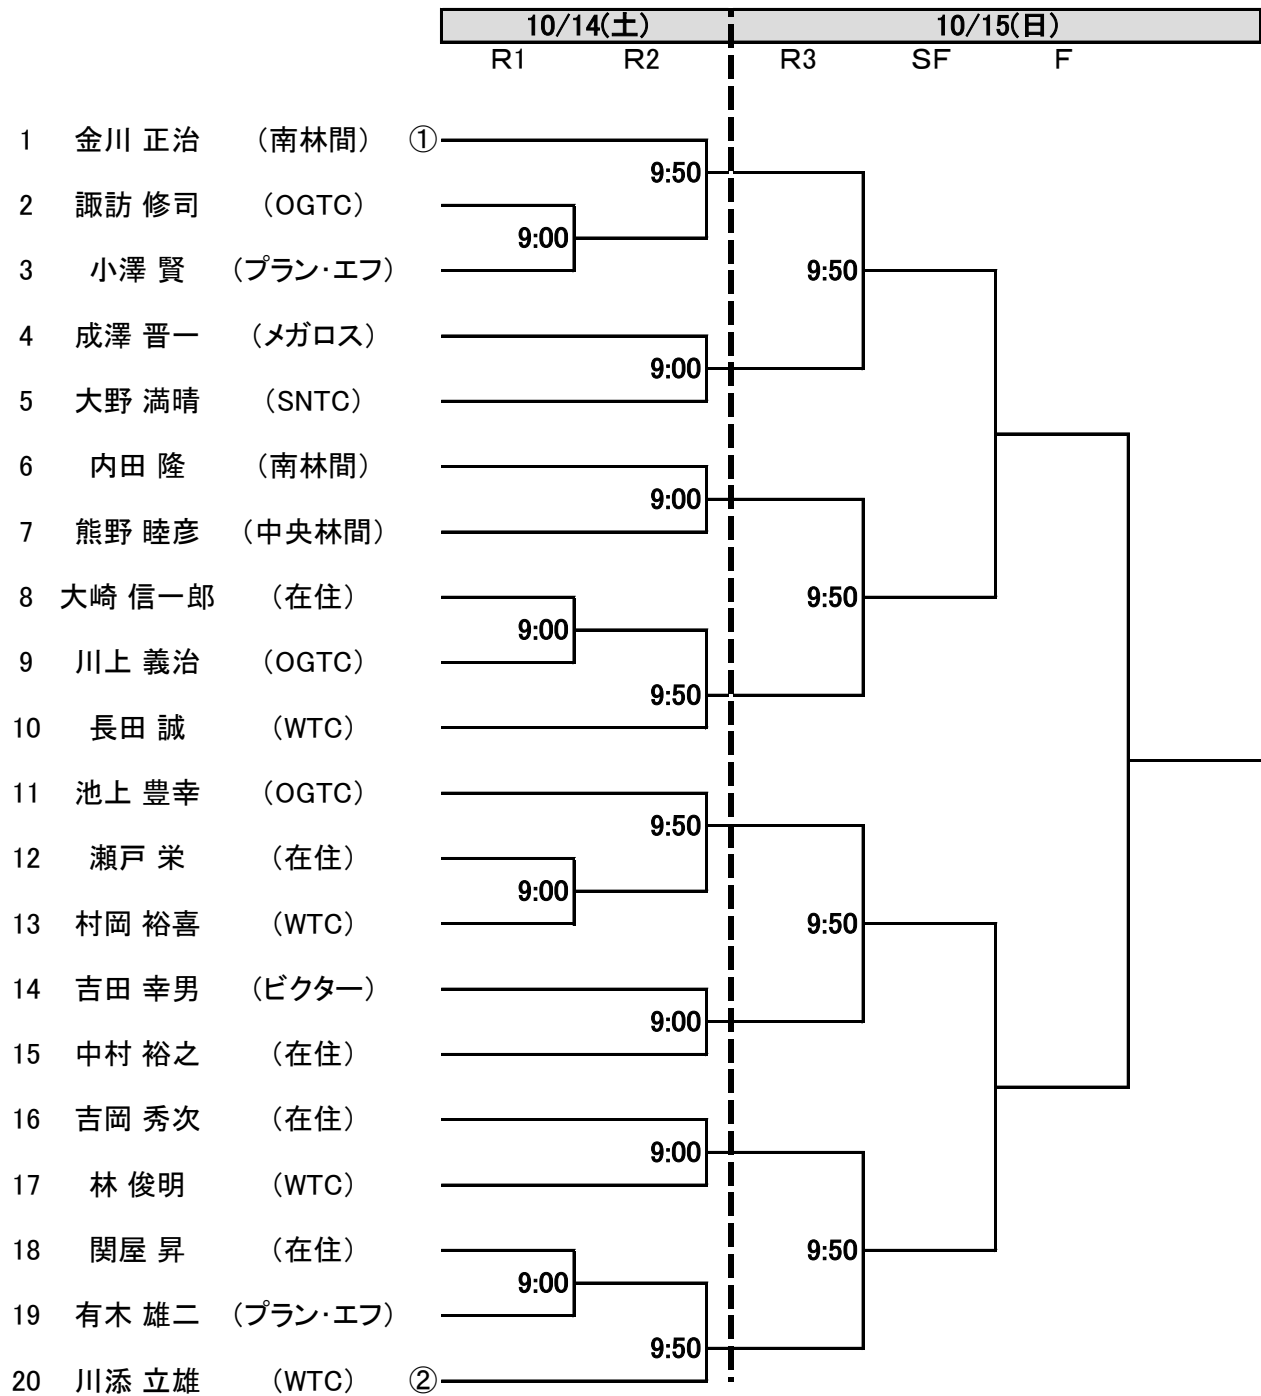 10/14(土) 10/15(日)
R1 R2 R3 SF F
1 金川 正治 (南林間) ①
9:50
2 諏訪 修司 (OGTC)
9:00
3 小澤 賢 (プラン・エフ) 9:50
4 成澤 晋一 (メガロス)
9:00
5 大野 満晴 (SNTC)
6 内田 隆 (南林間)
9:00
7 熊野 睦彦 (中央林間)
8 大崎 信一郎 (在住) 9:50
9:00
9 川上 義治 (OGTC)
9:50
10 長田 誠 (WTC)
11 池上 豊幸 (OGTC)
9:50
12 瀬戸 栄 (在住)
9:00
13 村岡 裕喜 (WTC) 9:50
14 吉田 幸男 (ビクター)
9:00
15 中村 裕之 (在住)
16 吉岡 秀次 (在住)
9:00
17 林 俊明 (WTC)
18 関屋 昇 (在住) 9:50
9:00
19 有木 雄二 (プラン・エフ)
9:50
20 川添 立雄 (WTC) ②